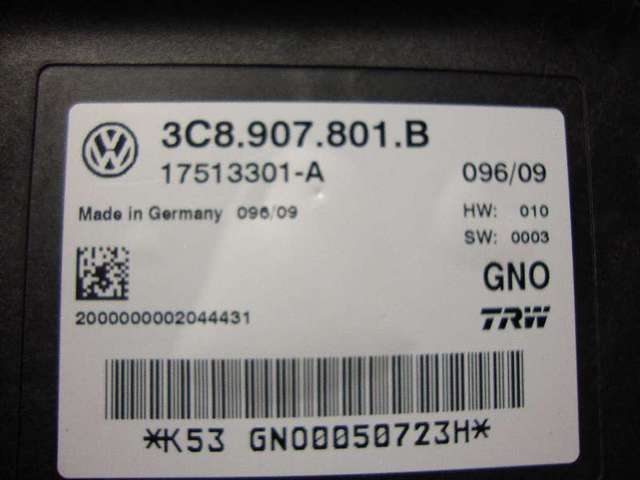 3C8.907.801.B
17513301-A 096/09
Made in Germany 096/09 HW: 010
SW: 0003
GNO
2000000002044431 TRW
*K53 GNO0050723H*